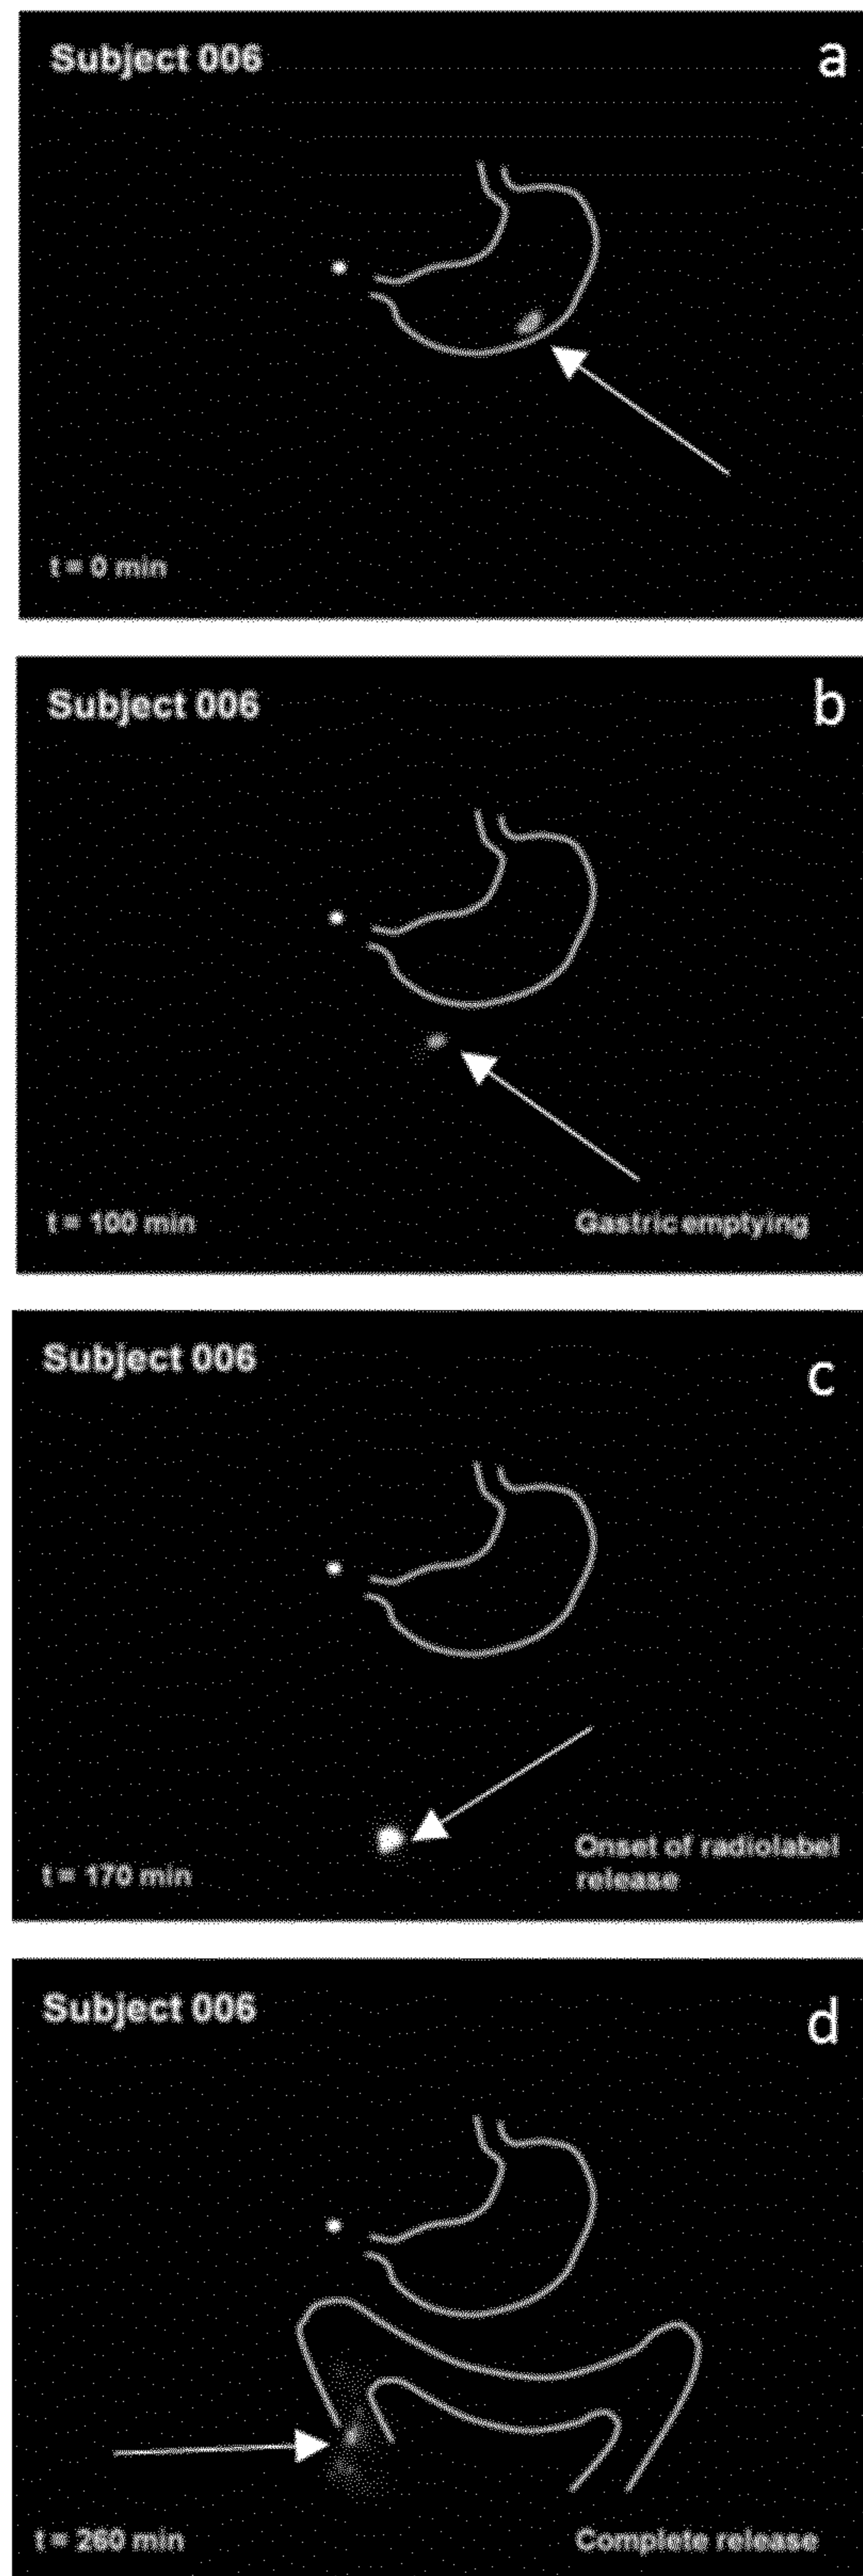 Subject 006
a
t = 0 min
Subject 006
b
t = 100 min
Gastric emptying
Subject 006
c
t = 170 min
Onset of radiolabel
release
Subject 006
d
t = 260 min
Complete release